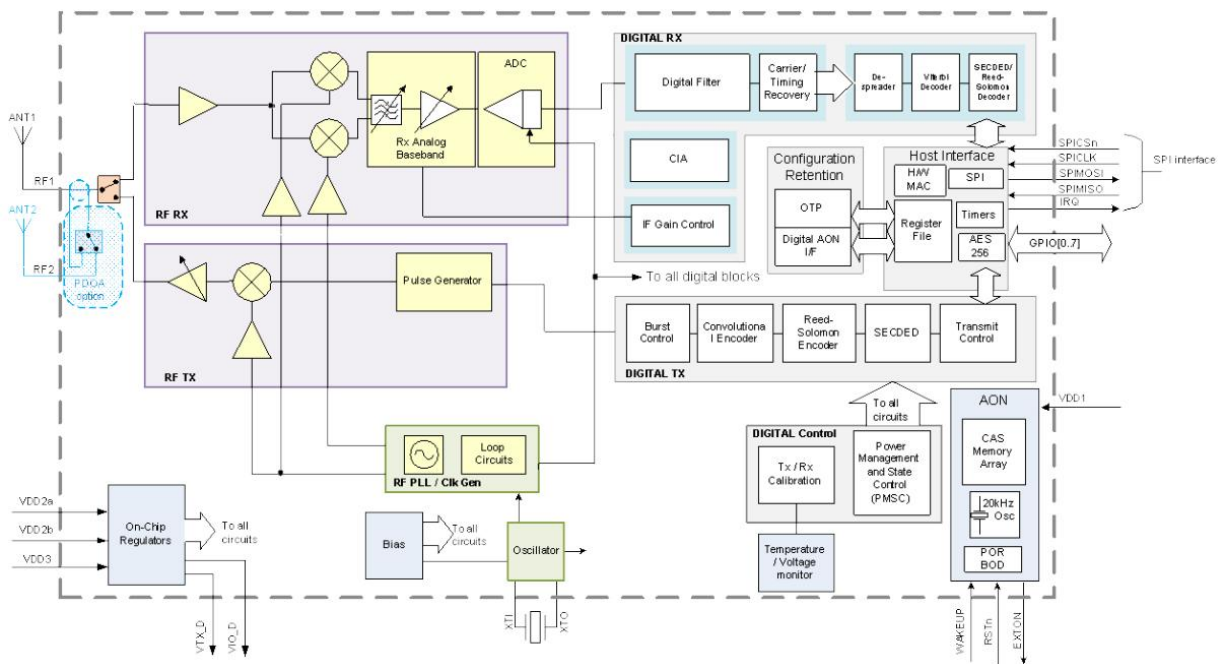 DIGITAL RX
ADC
Digital Filter
Carrier/
Timing
Recovery
De-
spreader
Viterbi
Decoder
SECDED/
Reed-
Solomon
Decoder
ANT1
RF1
ANT2
RF2
PDOA
option
Rx Analog
Baseband
RF RX
CIA
IF Gain Control
Configuration
Retention
OTP
Digital AON
I/F
Host Interface
H/W
MAC
SPI
Register
File
Timers
AES
256
SPICSn
SPICLK
SPIMOSI
SPIMISO
IRQ
SPI interface
GPIO[0.7]
To all digital blocks
Pulse Generator
RF TX
Burst
Control
Convolutiona
l Encoder
Reed-
Solomon
Encoder
SECDED
Transmit
Control
DIGITAL TX
To all
circuits
DIGITAL Control
Tx / Rx
Calibration
Power
Management
and State
Control
(PMSC)
Temperature
/ Voltage
monitor
AON
CAS
Memory
Array
20kHz
Osc
POR
BOD
VDD1
WAKEUP
RSTn
EXTON
Loop
Circuits
RF PLL / Clk Gen
VDD2a
VDD2b
VDD3
On-Chip
Regulators
To all
circuits
VTX_D
VIO_D
Bias
To all
circuits
Oscillator
XTI
XTO